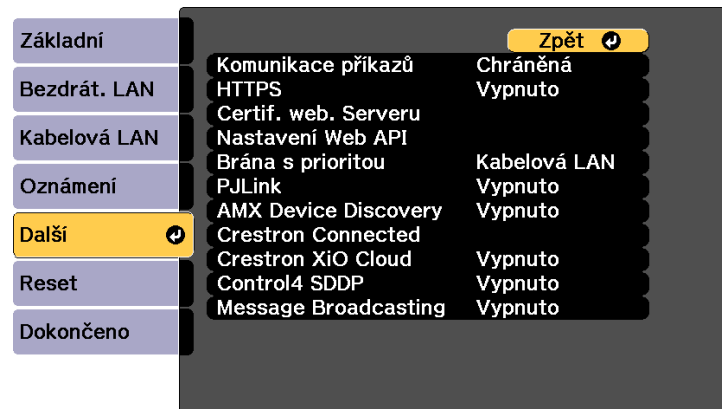 Základní
Bezdrát. LAN
Kabelová LAN
Oznámení
Další
Reset
Dokončeno
Zpět
Komunikace příkazů Chráněná
HTTPS Vypnuto
Certif. web. Serveru
Nastavení Web API
Brána s prioritou Kabelová LAN
PJLink Vypnuto
AMX Device Discovery Vypnuto
Crestron Connected
Crestron XiO Cloud Vypnuto
Control4 SDDP Vypnuto
Message Broadcasting Vypnuto